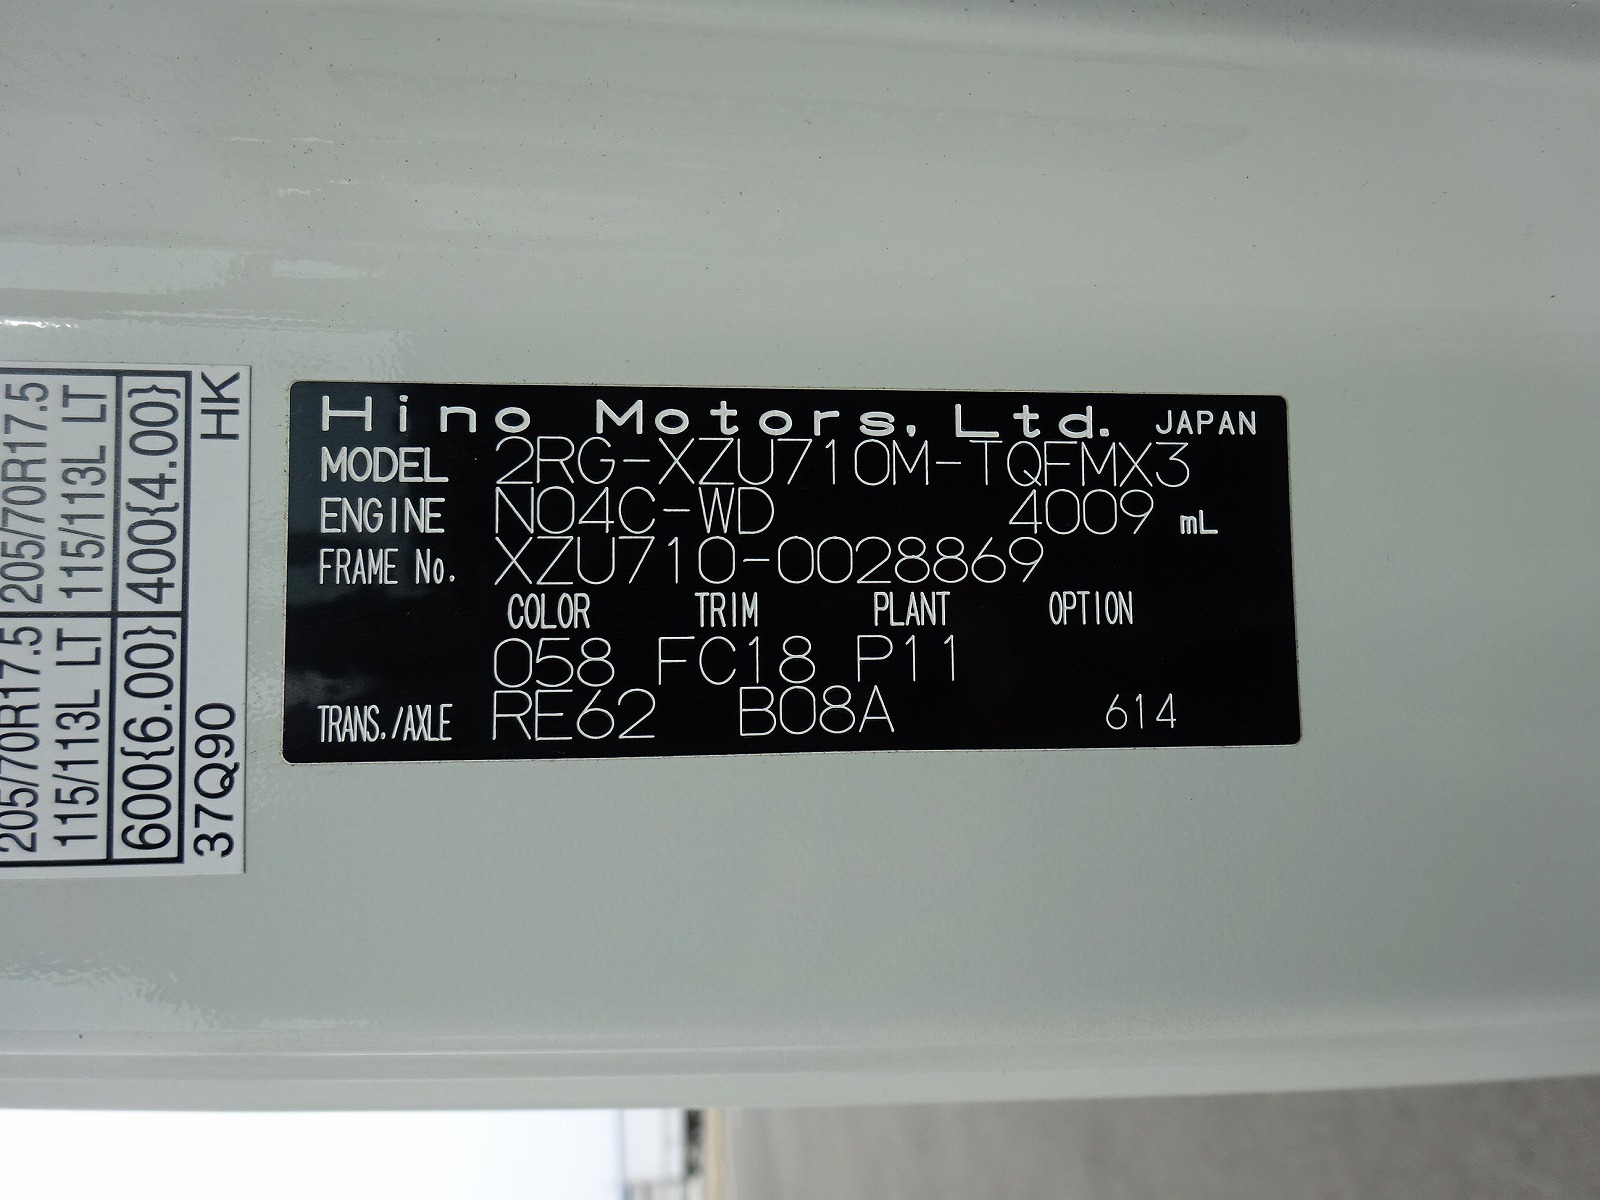 Hino Motors, Ltd. JAPAN
MODEL 2RG-XZU710M-TQFMX3
ENGINE N04C-WD 4009 mL
FRAME No. XZU710-0028869
COLOR TRIM PLANT OPTION
058 FC18 P11
TRANS./AXLE RE62 B08A 614
205/70R17.5 205/70R17.5
115/113L LT 115/113L LT
600{6.00} 400{4.00}
37Q90 HK